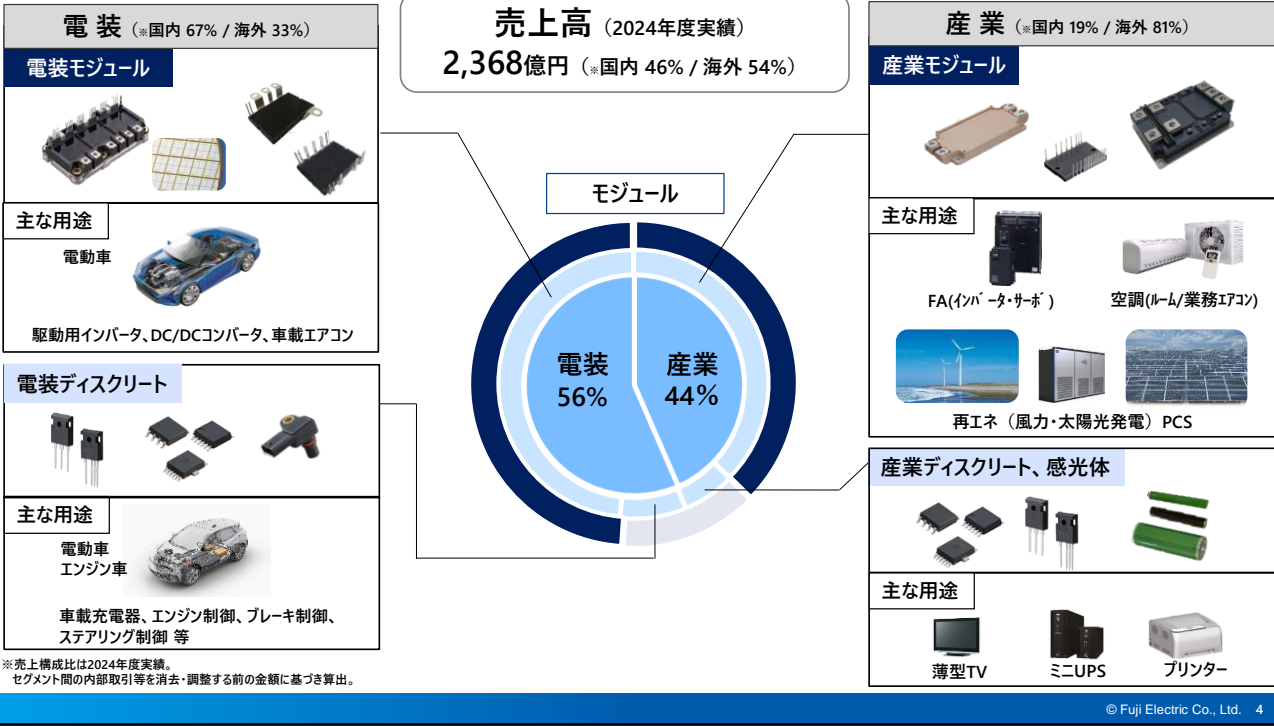 電 装 (※国内 67% / 海外 33%)
電装モジュール
主な用途
電動車
駆動用インバータ、DC/DCコンバータ、車載エアコン
電装ディスクリート
主な用途
電動車
エンジン車
車載充電器、エンジン制御、ブレーキ制御、
ステアリング制御 等
※売上構成比は2024年度実績。
セグメント間の内部取引等を消去・調整する前の金額に基づき算出。
売上高 (2024年度実績)
2,368億円 (※国内 46% / 海外 54%)
モジュール
電装
56%
産業
44%
産 業 (※国内 19% / 海外 81%)
産業モジュール
主な用途
FA(インバータ・サーボ)
空調(ルーム/業務エアコン)
再エネ（風力・太陽光発電）PCS
産業ディスクリート、感光体
主な用途
薄型TV
ミニUPS
プリンター
© Fuji Electric Co., Ltd. 4